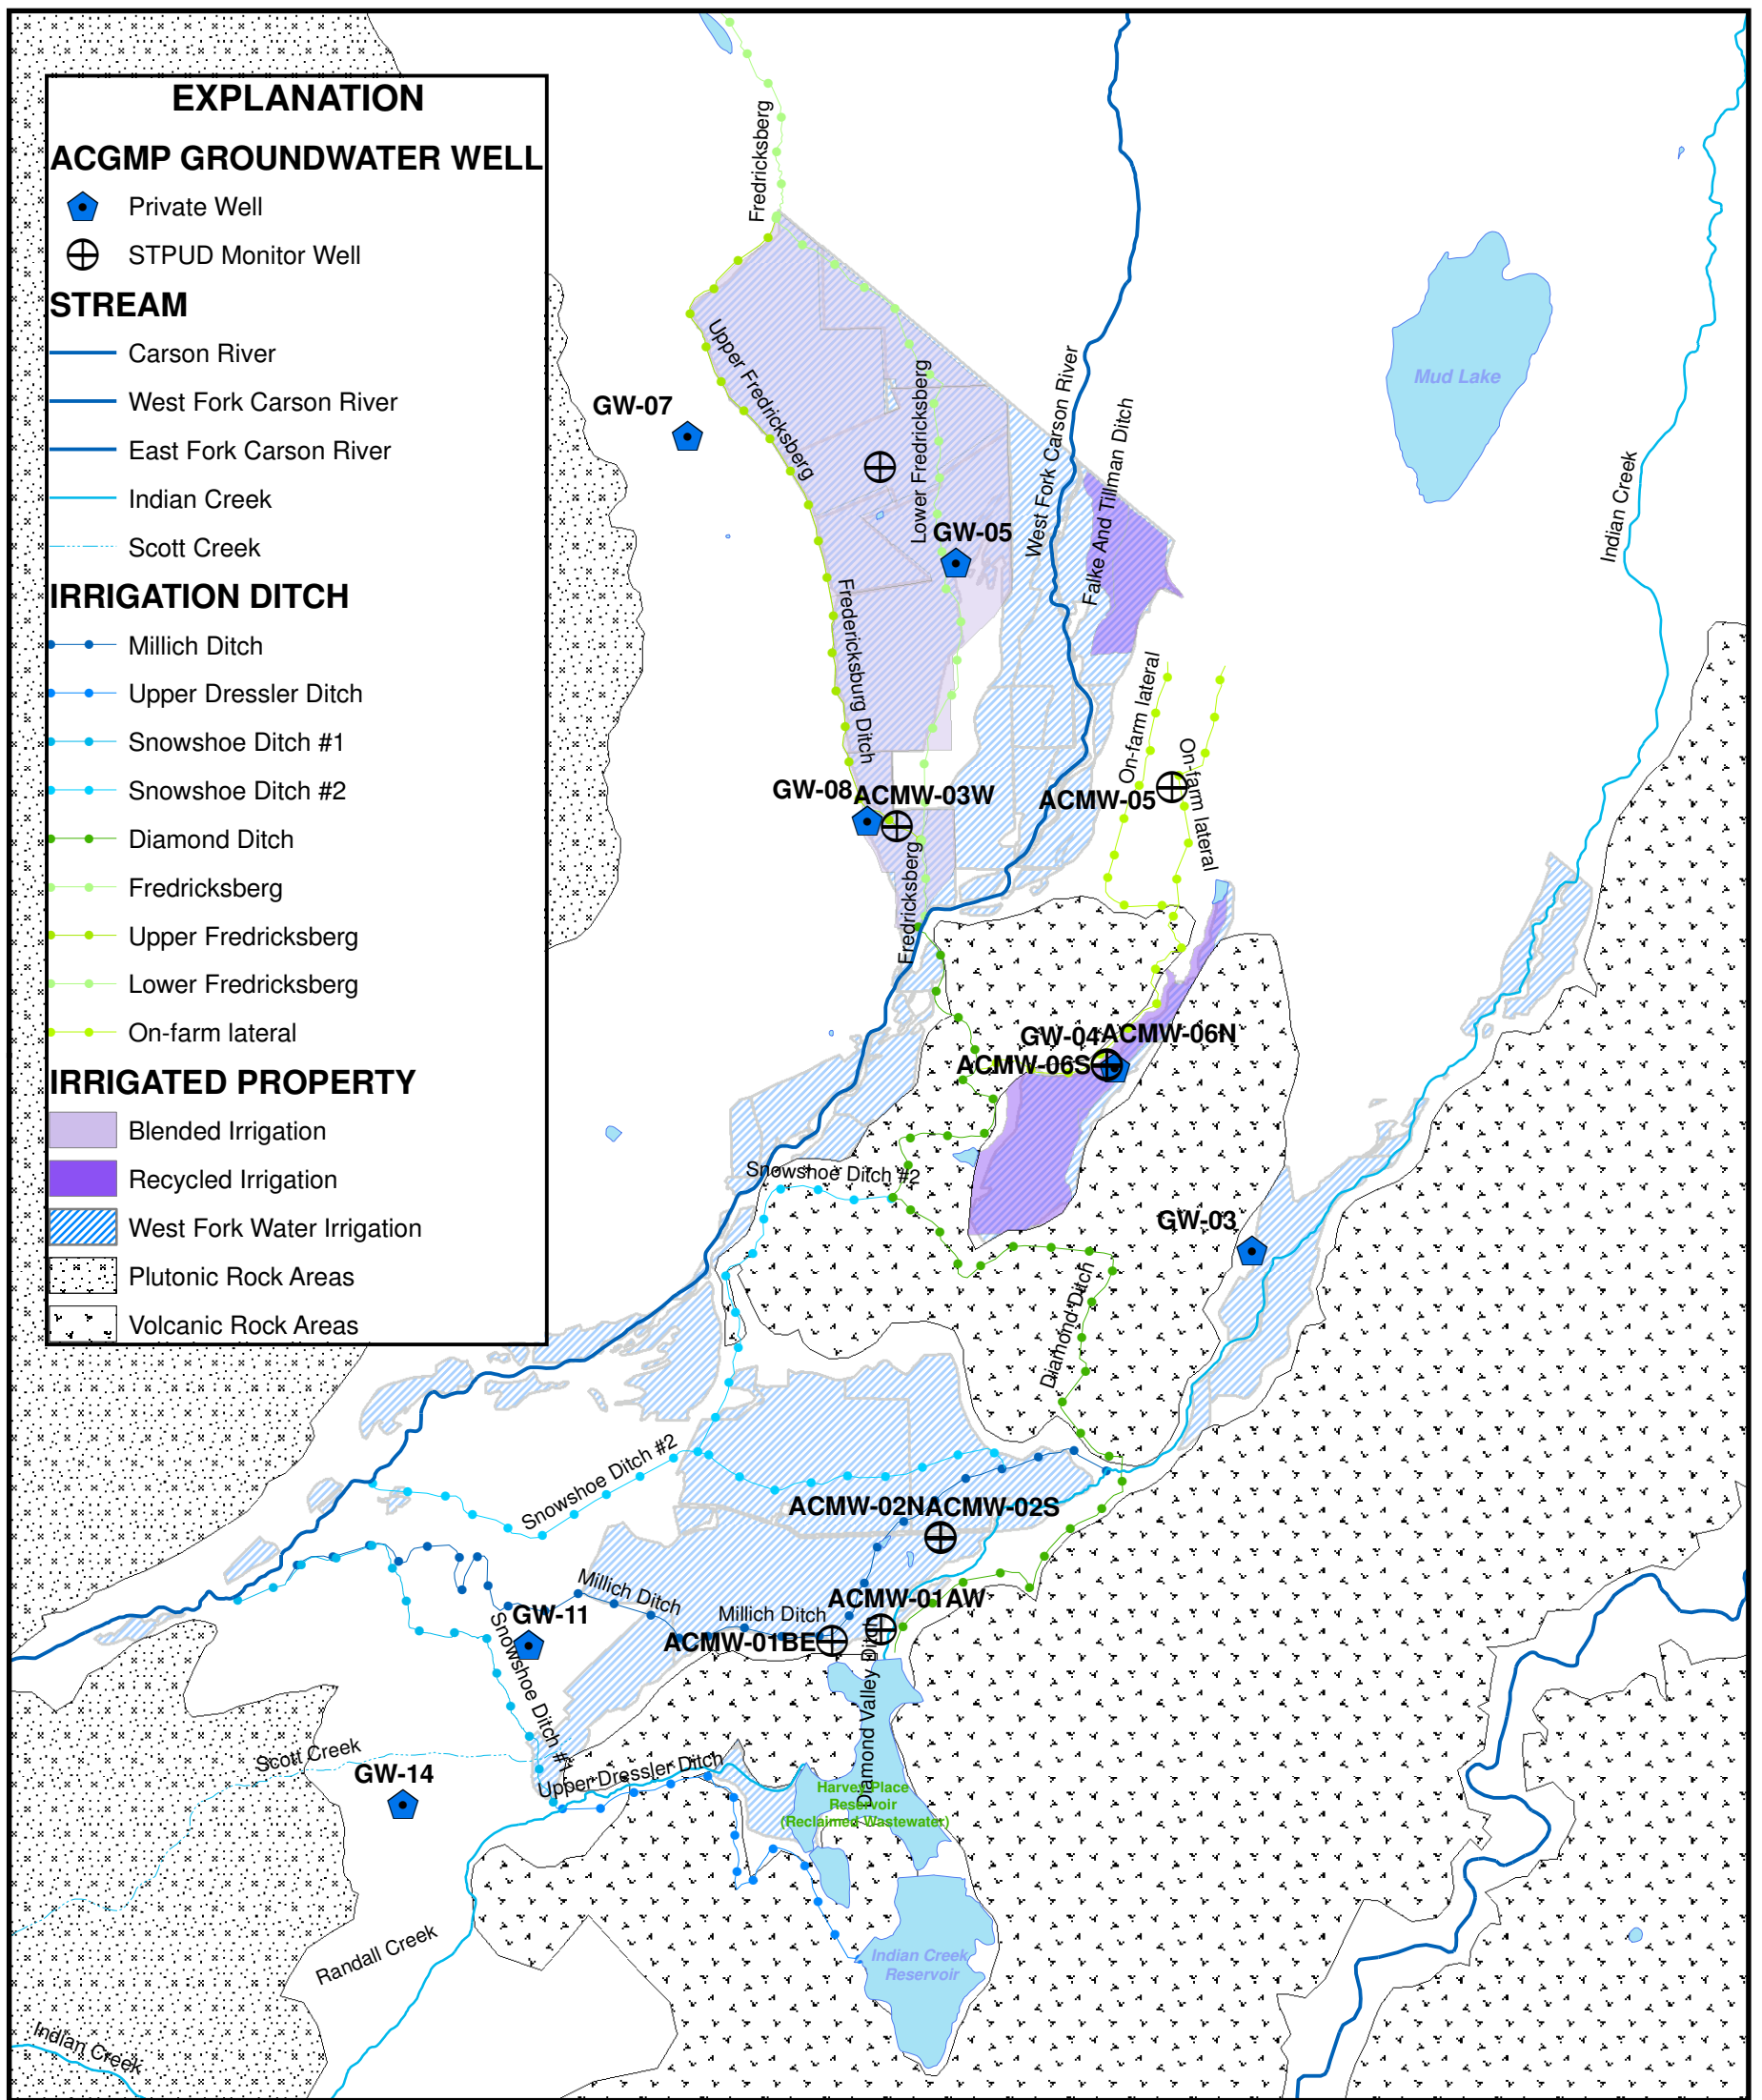 EXPLANATION
ACGMP GROUNDWATER WELL
Private Well
STPUD Monitor Well
STREAM
Carson River
West Fork Carson River
East Fork Carson River
Indian Creek
Scott Creek
IRRIGATION DITCH
Millich Ditch
Upper Dressler Ditch
Snowshoe Ditch #1
Snowshoe Ditch #2
Diamond Ditch
Fredricksberg
Upper Fredricksberg
Lower Fredricksberg
On-farm lateral
IRRIGATED PROPERTY
Blended Irrigation
Recycled Irrigation
West Fork Water Irrigation
Plutonic Rock Areas
Volcanic Rock Areas
Fredricksberg
Upper Fredricksberg
Lower Fredricksberg
West Fork Carson River
Falke And Tillman Ditch
Mud Lake
Indian Creek
GW-07
GW-05
Fredericksburg Ditch
On-farm lateral
On-farm lateral
GW-08
ACMW-03W
ACMW-05
Fredricksberg
GW-04
ACMW-06N
ACMW-06S
Snowshoe Ditch #2
GW-03
Diamond Ditch
Snowshoe Ditch #2
ACMW-02N
ACMW-02S
Millich Ditch
Millich Ditch
ACMW-01AW
GW-11
ACMW-01BE
Snowshoe Ditch #1
Diamond Valley Ditch
Scott Creek
GW-14
Upper Dressler Ditch
Harvey Place
Reservoir
(Reclaimed Wastewater)
Randall Creek
Indian Creek
Reservoir
Indian Creek